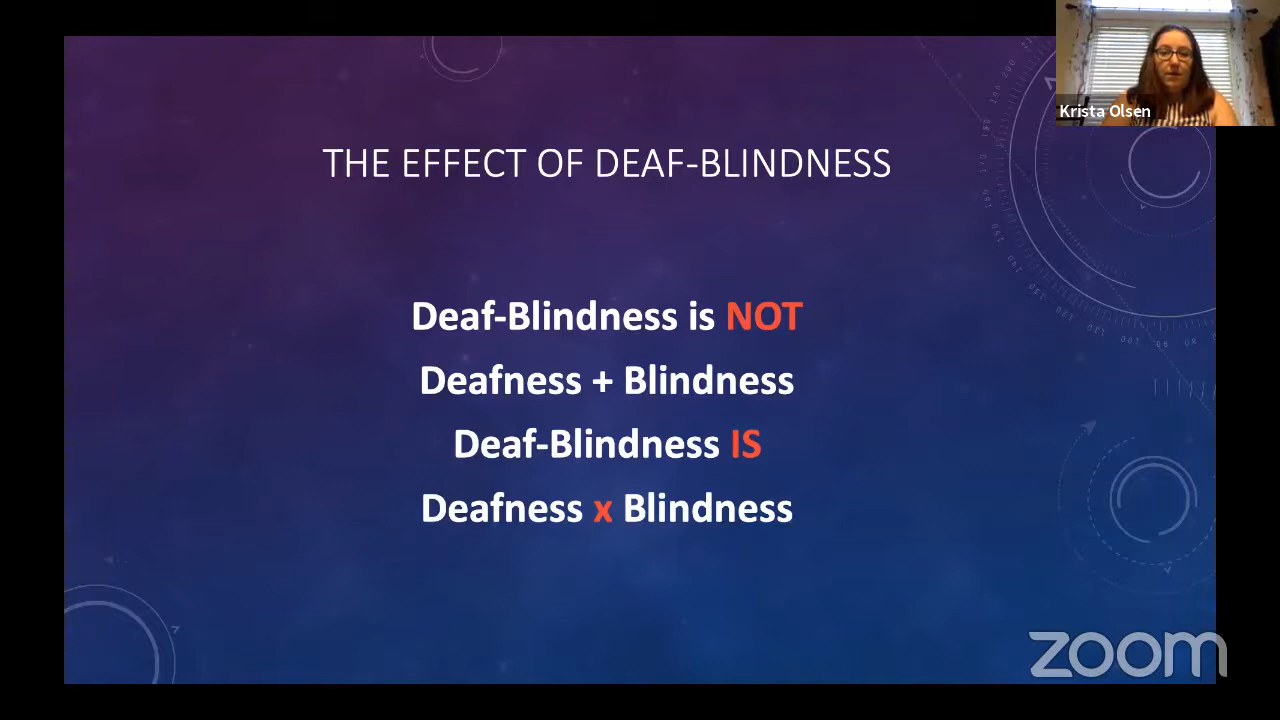 Krista Olsen
THE EFFECT OF DEAF-BLINDNESS
Deaf-Blindness is NOT
Deafness + Blindness
Deaf-Blindness IS
Deafness x Blindness
zoom